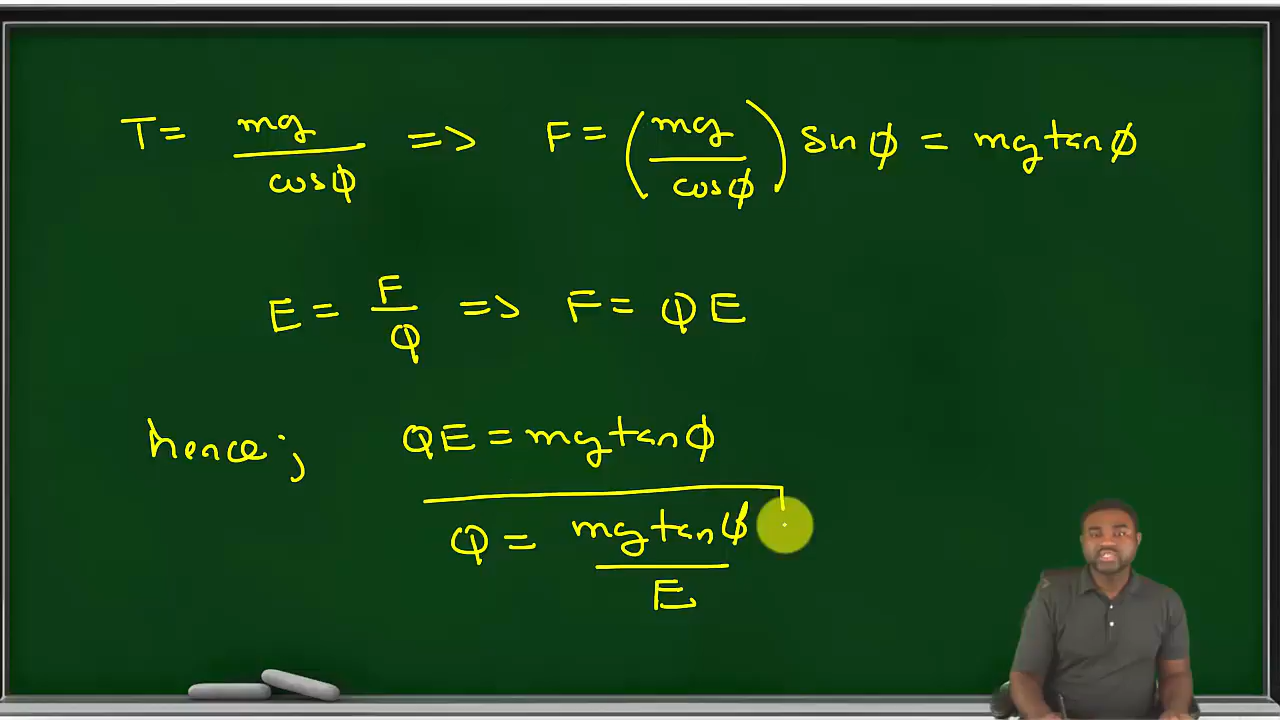 T = mg/cosϕ => F = (mg/cosϕ) sinϕ = mg tanϕ
E = F/Q => F = QE
hence; QE = mg tanϕ
Q = mg tanϕ/E